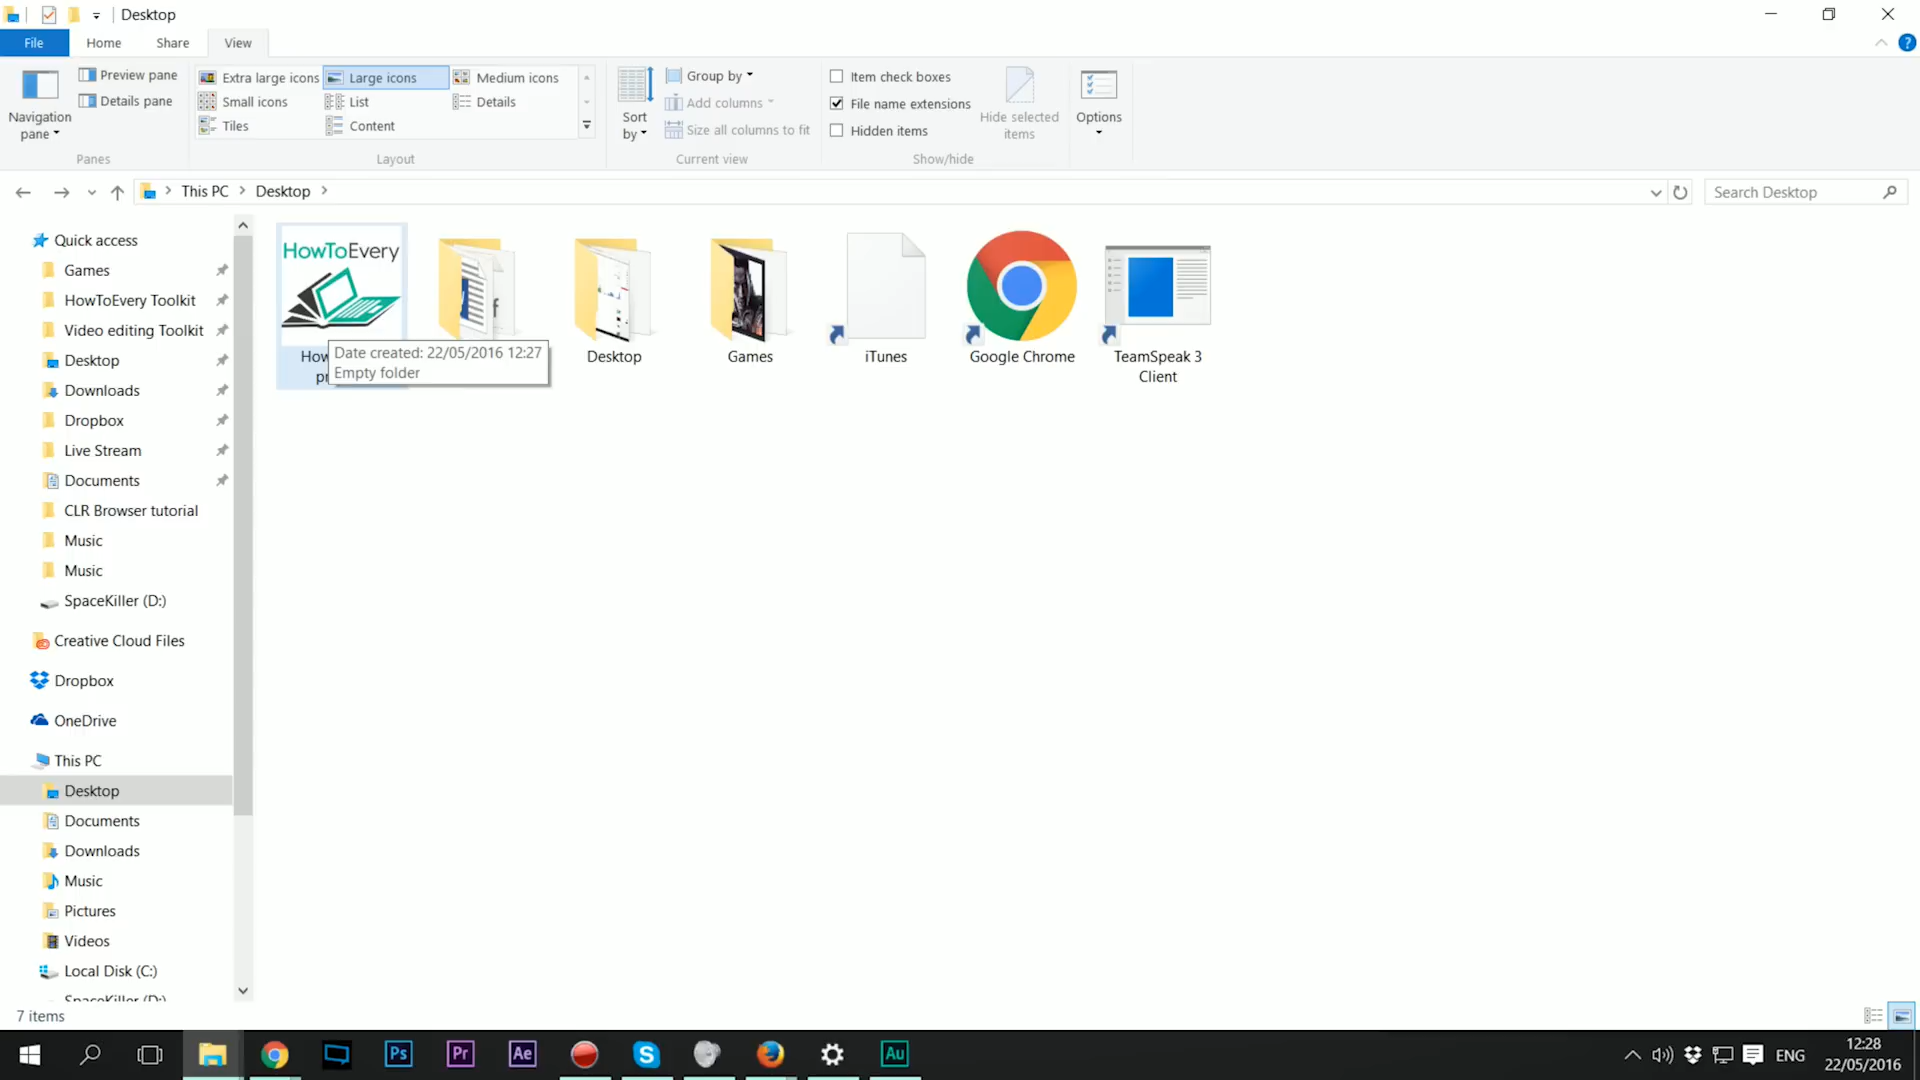 Desktop
File Home Share View
Navigation pane
Preview pane
Details pane
Panes
Extra large icons Large icons Medium icons
Small icons List Details
Tiles Content
Layout
Sort by
Group by
Add columns
Size all columns to fit
Current view
Item check boxes
File name extensions
Hidden items
Hide selected items
Show/hide
Options
This PC Desktop
Search Desktop
Quick access
Games
HowToEvery Toolkit
Video editing Toolkit
Desktop
Downloads
Dropbox
Live Stream
Documents
CLR Browser tutorial
Music
Music
SpaceKiller (D:)
Creative Cloud Files
Dropbox
OneDrive
This PC
Desktop
Documents
Downloads
Music
Pictures
Videos
Local Disk (C:)
SpaceKiller (D:)
HowToEvery
Date created: 22/05/2016 12:27
Empty folder
Desktop
Games
iTunes
Google Chrome
TeamSpeak 3
Client
7 items
Ps Pr Ae S Au
ENG
12:28
22/05/2016